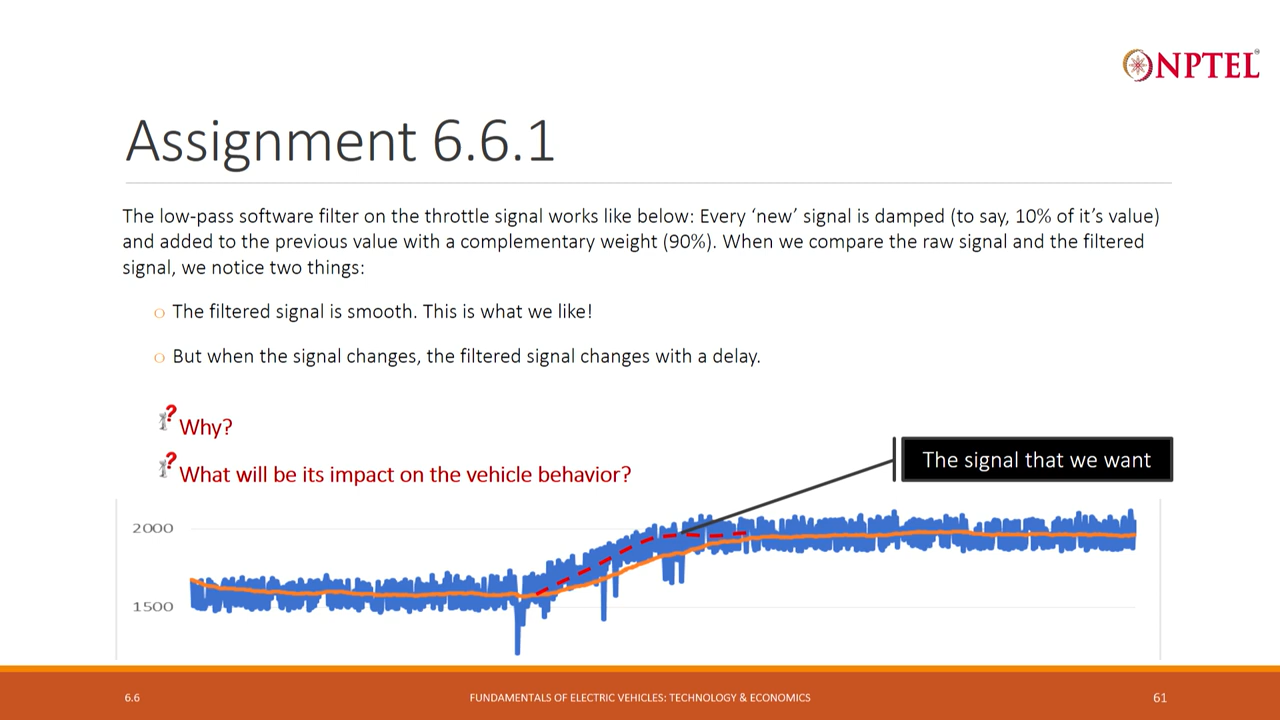 NPTEL
Assignment 6.6.1
The low-pass software filter on the throttle signal works like below: Every ‘new’ signal is damped (to say, 10% of it’s value)
and added to the previous value with a complementary weight (90%). When we compare the raw signal and the filtered
signal, we notice two things:
o The filtered signal is smooth. This is what we like!
o But when the signal changes, the filtered signal changes with a delay.
? Why?
? What will be its impact on the vehicle behavior?
The signal that we want
2000
1500
6.6
FUNDAMENTALS OF ELECTRIC VEHICLES: TECHNOLOGY & ECONOMICS
61